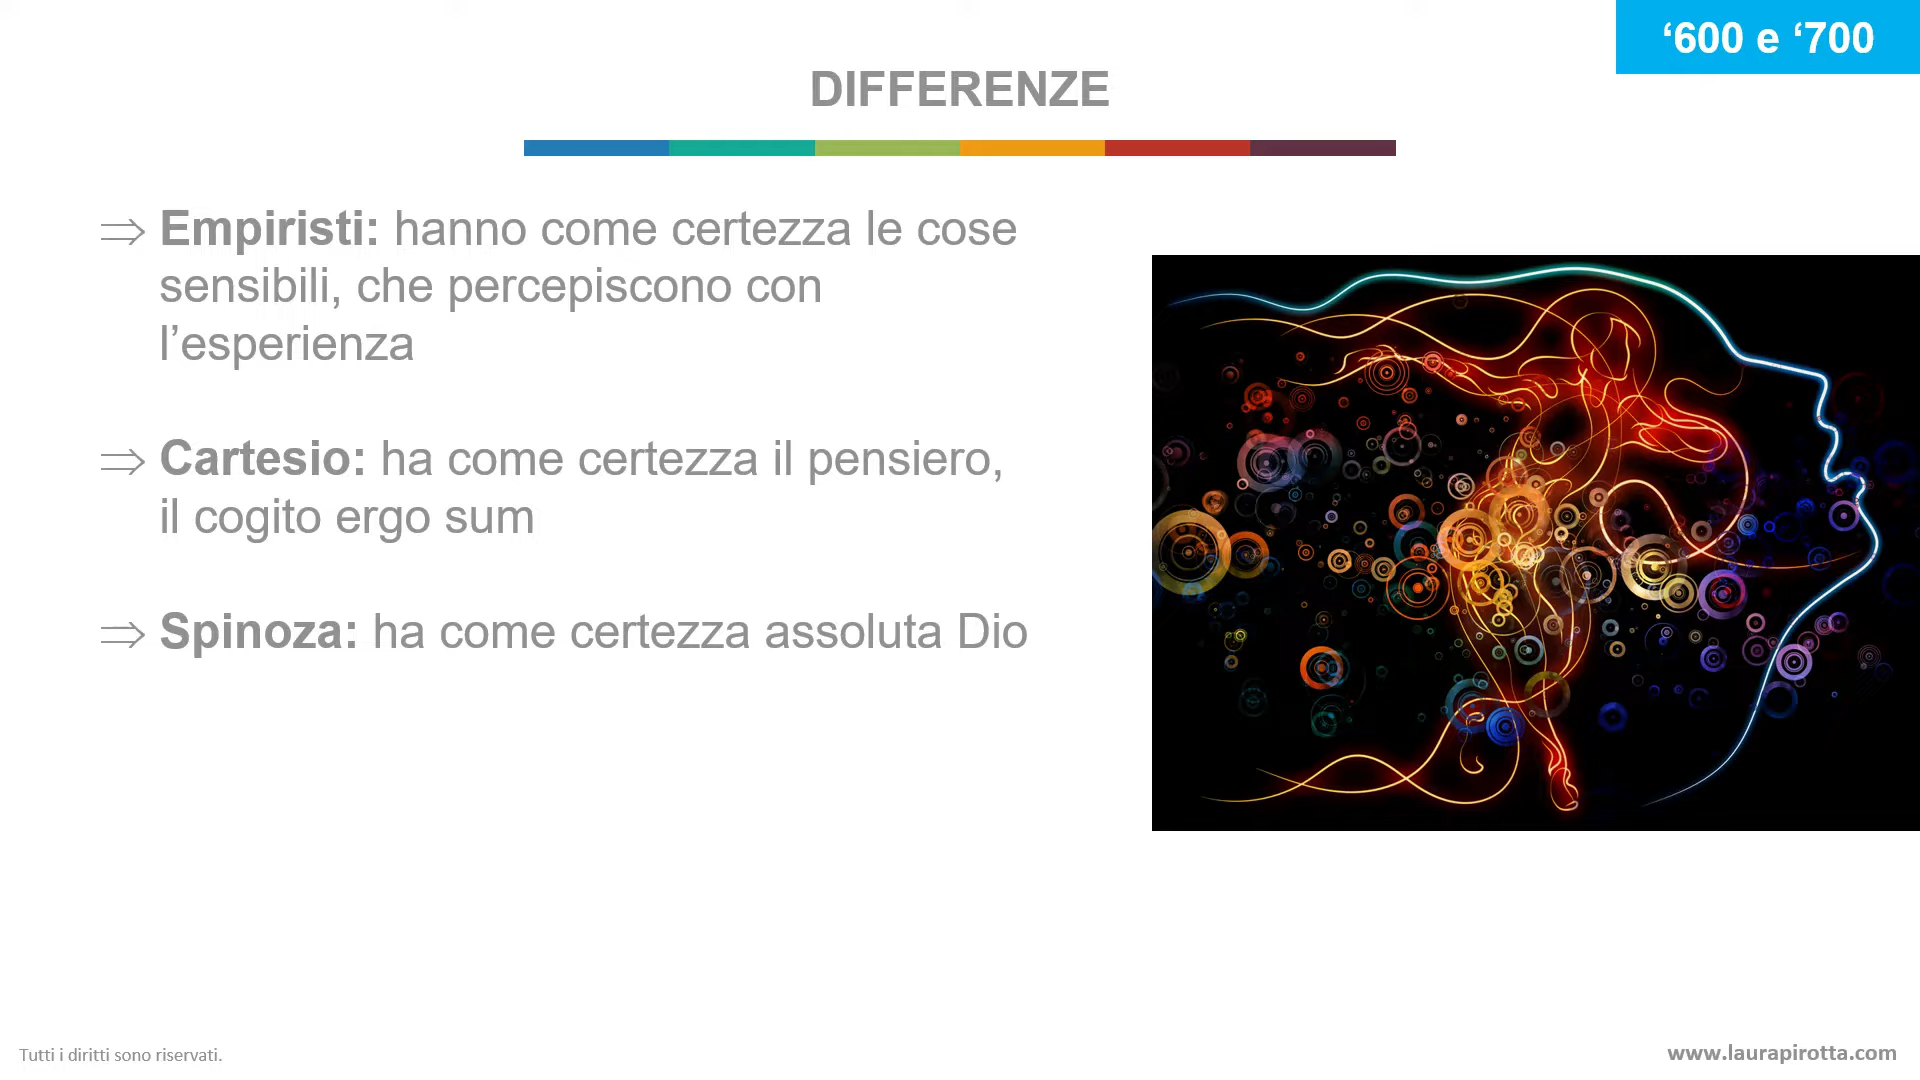 ‘600 e ‘700
DIFFERENZE
⇒ Empiristi: hanno come certezza le cose
sensibili, che percepiscono con
l’esperienza
⇒ Cartesio: ha come certezza il pensiero,
il cogito ergo sum
⇒ Spinoza: ha come certezza assoluta Dio
Tutti i diritti sono riservati.
www.laurapirotta.com